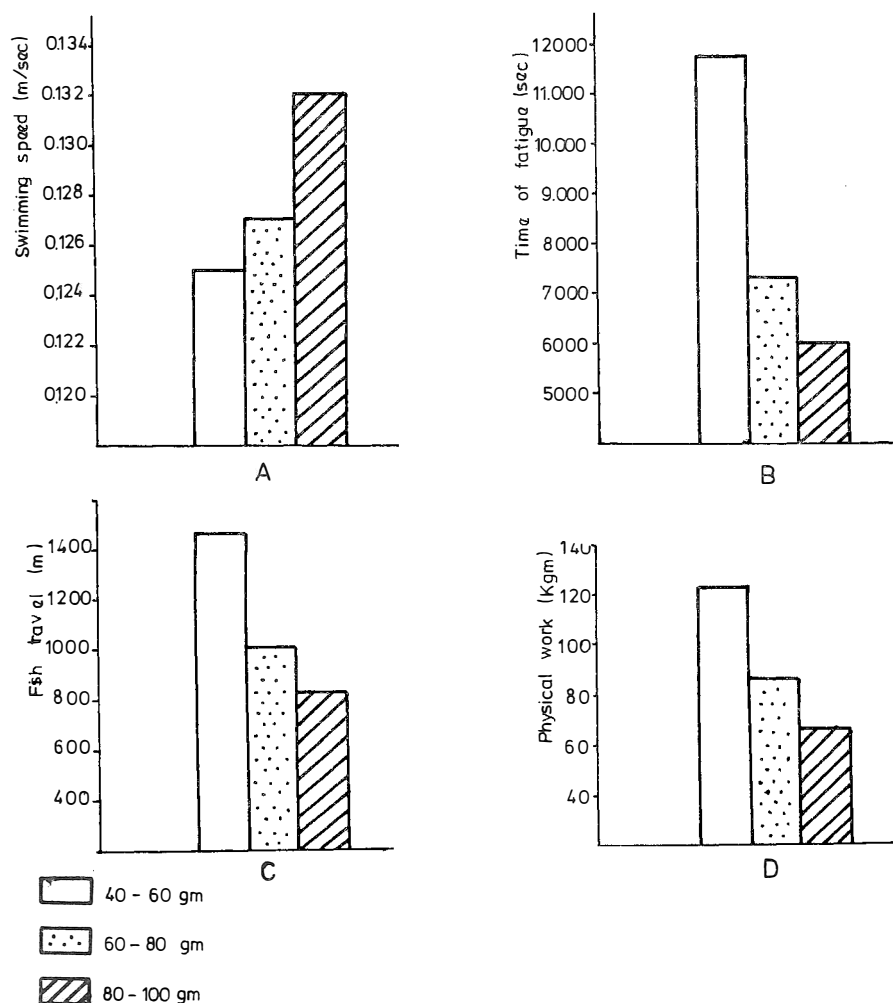 Swimming speed (m/sec)
0.134
0.132
0.130
0.128
0.126
0.124
0.122
0.120
A
Time of fatigue (sec)
12000
11.000
10.000
9.000
8000
7000
6000
5000
B
Fish travel (m)
1400
1200
1000
800
600
400
C
Physical work (Kgm)
140
120
100
80
60
40
D
40 - 60 gm
60 - 80 gm
80 - 100 gm